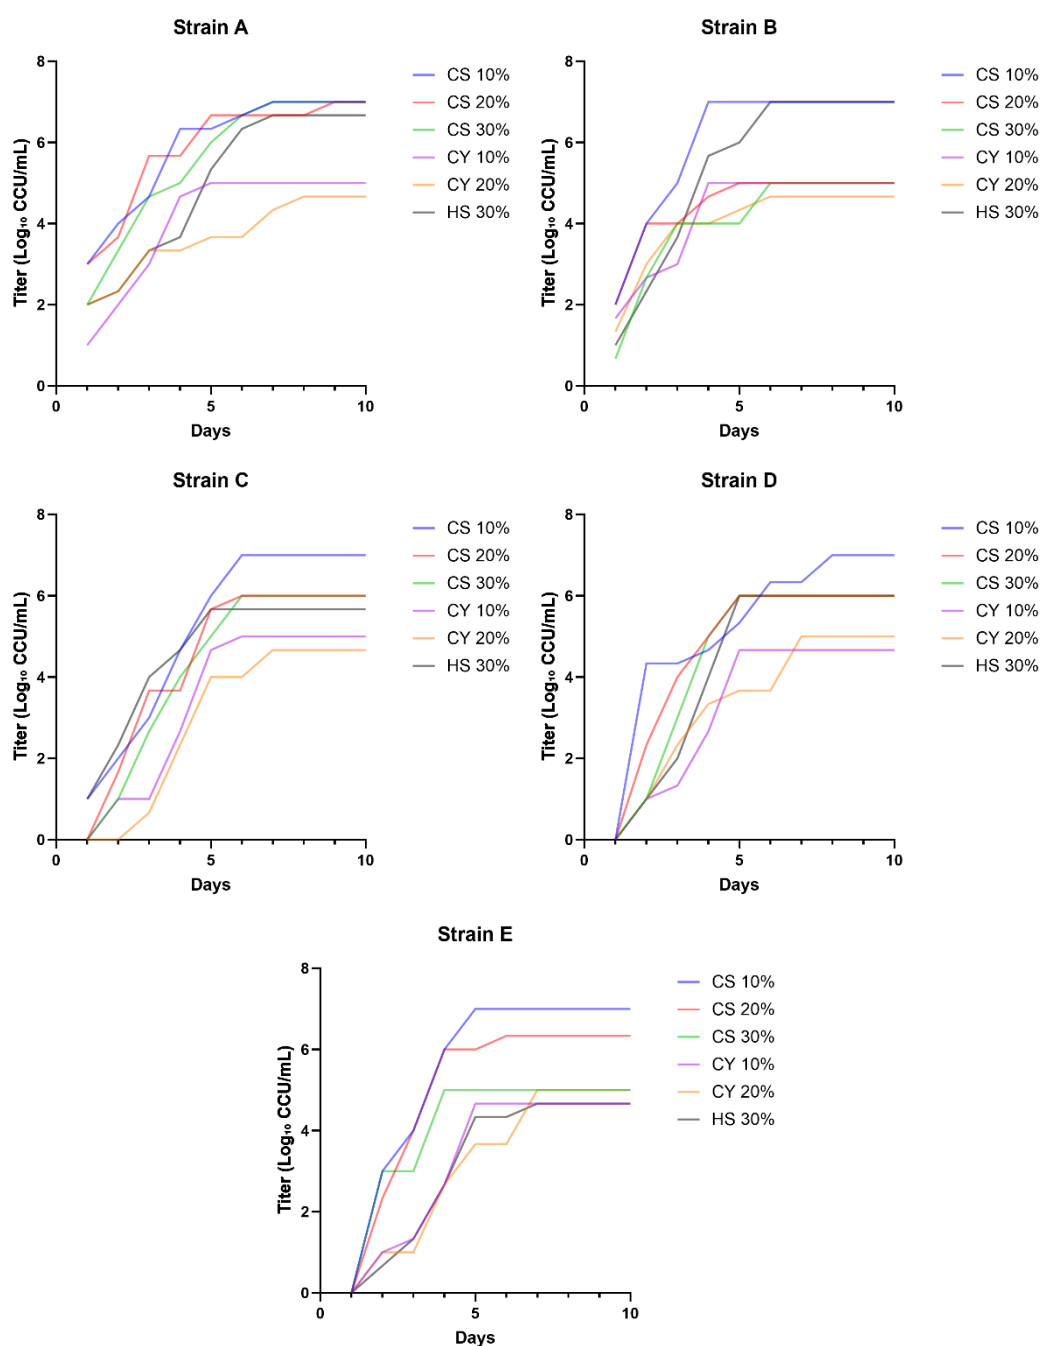 Strain A
Titer (Log₁₀ CCU/mL)
8
6
4
2
0
0
5
10
Days
CS 10%
CS 20%
CS 30%
CY 10%
CY 20%
HS 30%
Strain B
Titer (Log₁₀ CCU/mL)
8
6
4
2
0
0
5
10
Days
CS 10%
CS 20%
CS 30%
CY 10%
CY 20%
HS 30%
Strain C
Titer (Log₁₀ CCU/mL)
8
6
4
2
0
0
5
10
Days
CS 10%
CS 20%
CS 30%
CY 10%
CY 20%
HS 30%
Strain D
Titer (Log₁₀ CCU/mL)
8
6
4
2
0
0
5
10
Days
CS 10%
CS 20%
CS 30%
CY 10%
CY 20%
HS 30%
Strain E
Titer (Log₁₀ CCU/mL)
8
6
4
2
0
0
5
10
Days
CS 10%
CS 20%
CS 30%
CY 10%
CY 20%
HS 30%